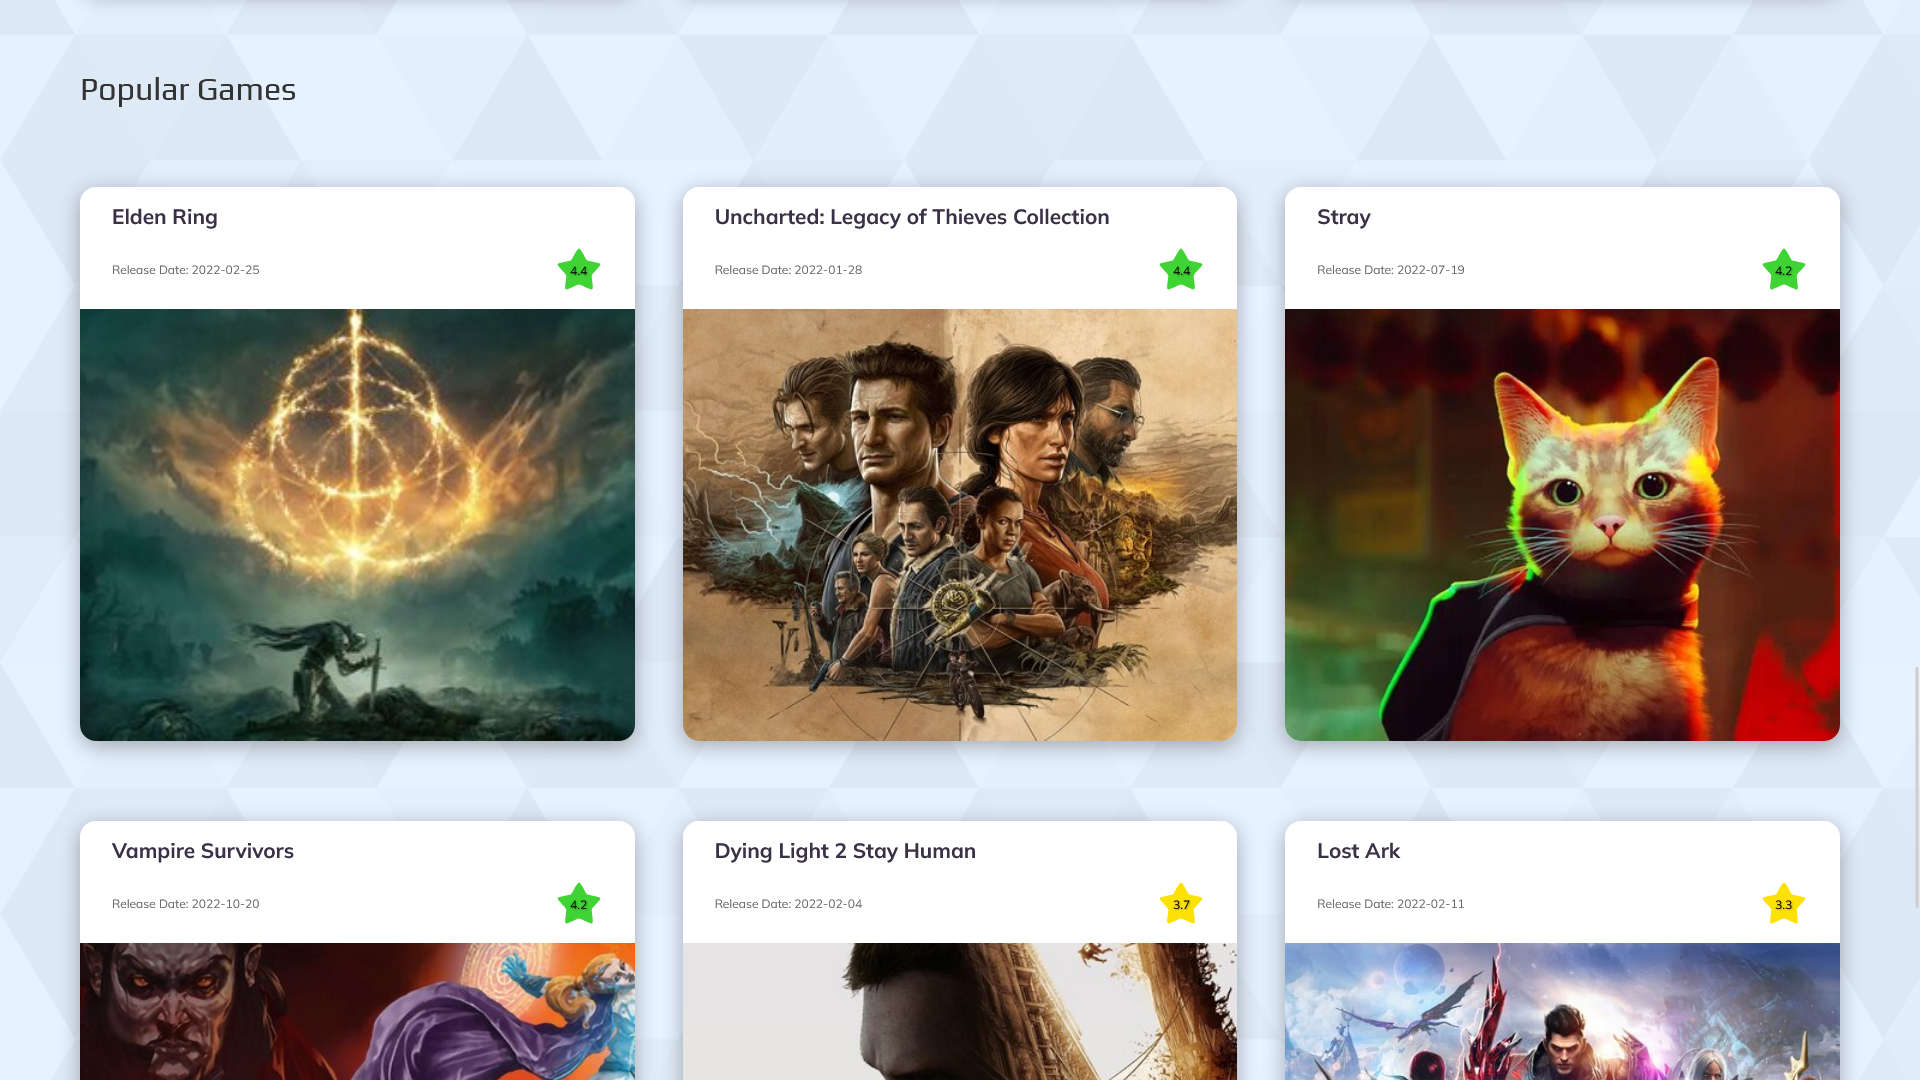 Popular Games
Elden Ring
Release Date: 2022-02-25
4.4
Uncharted: Legacy of Thieves Collection
Release Date: 2022-01-28
4.4
Stray
Release Date: 2022-07-19
4.2
Vampire Survivors
Release Date: 2022-10-20
4.2
Dying Light 2 Stay Human
Release Date: 2022-02-04
3.7
Lost Ark
Release Date: 2022-02-11
3.3